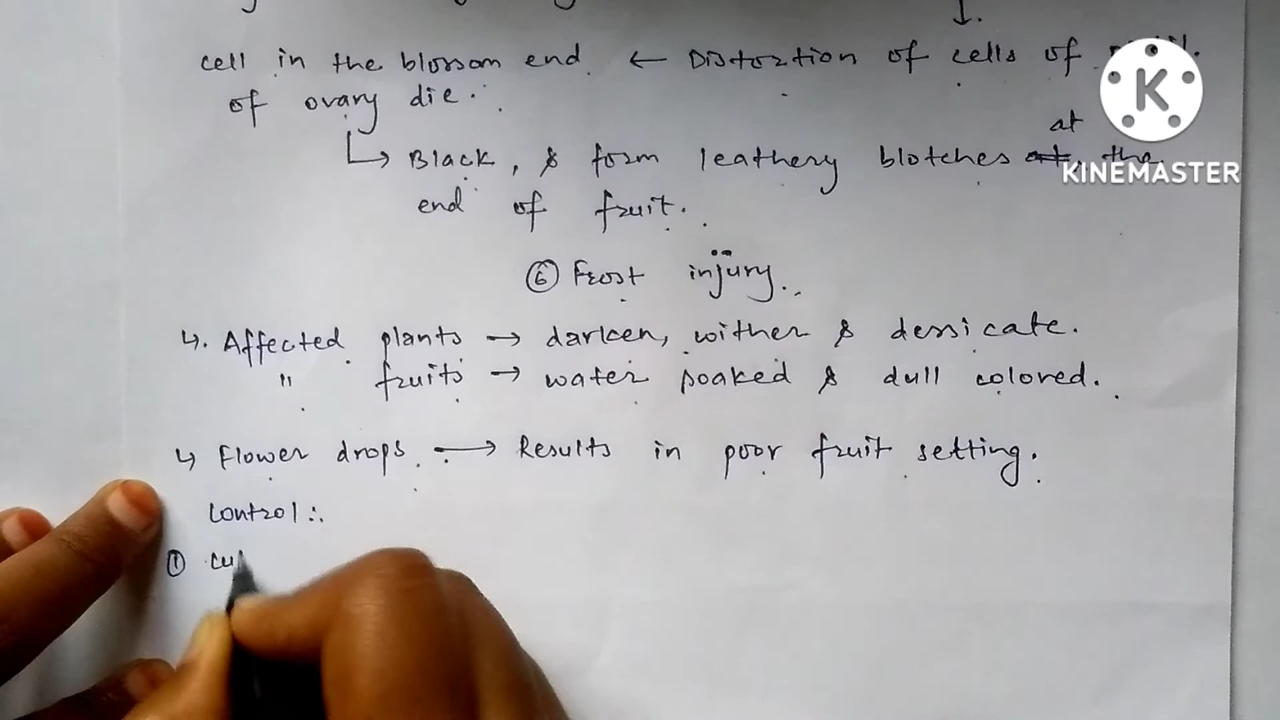 cell in the blossom end. ← Distortion of cells of
of ovary die.
at
↳ Black, & form leathery blotches the
end of fruit.
⑥ Frost injury.
↳. Affected plants → darken, wither & dessicate.
" fruits → water soaked & dull colored.
↳ Flower drops. → Results in poor fruit setting.
Control :.
① cul
K
KINEMASTER